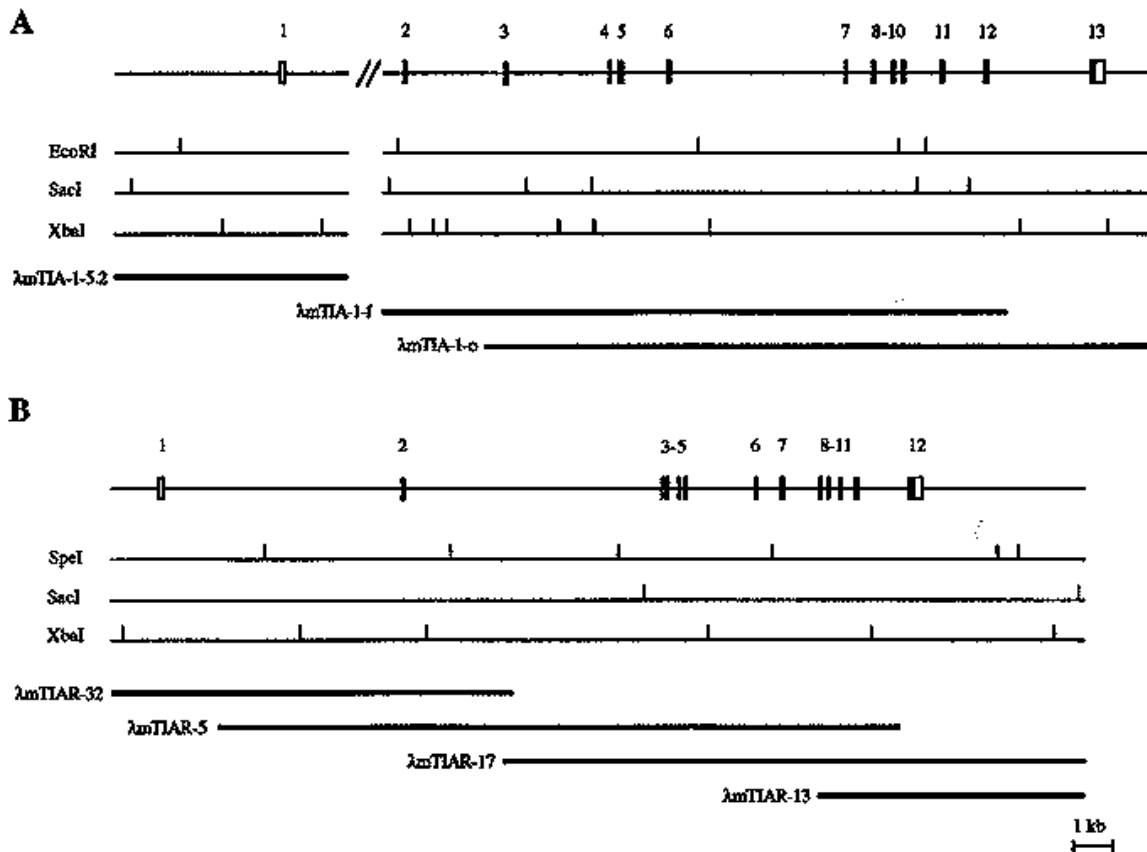 A
1 2 3 4 5 6 7 8-10 11 12 13
EcoRI
SacI
XbaI
λmTIA-1-5.2
λmTIA-1-f
λmTIA-1-o
B
1 2 3-5 6 7 8-11 12
SpeI
SacI
XbaI
λmTIAR-32
λmTIAR-5
λmTIAR-17
λmTIAR-13
1 kb